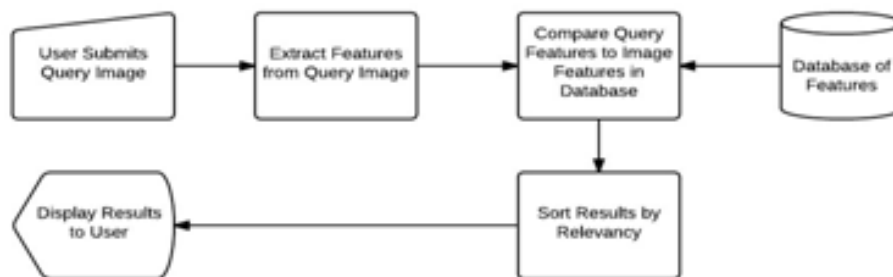 User Submits
Query Image
Extract Features
from Query Image
Compare Query
Features to Image
Features in
Database
Database of
Features
Display Results
to User
Sort Results by
Relevancy